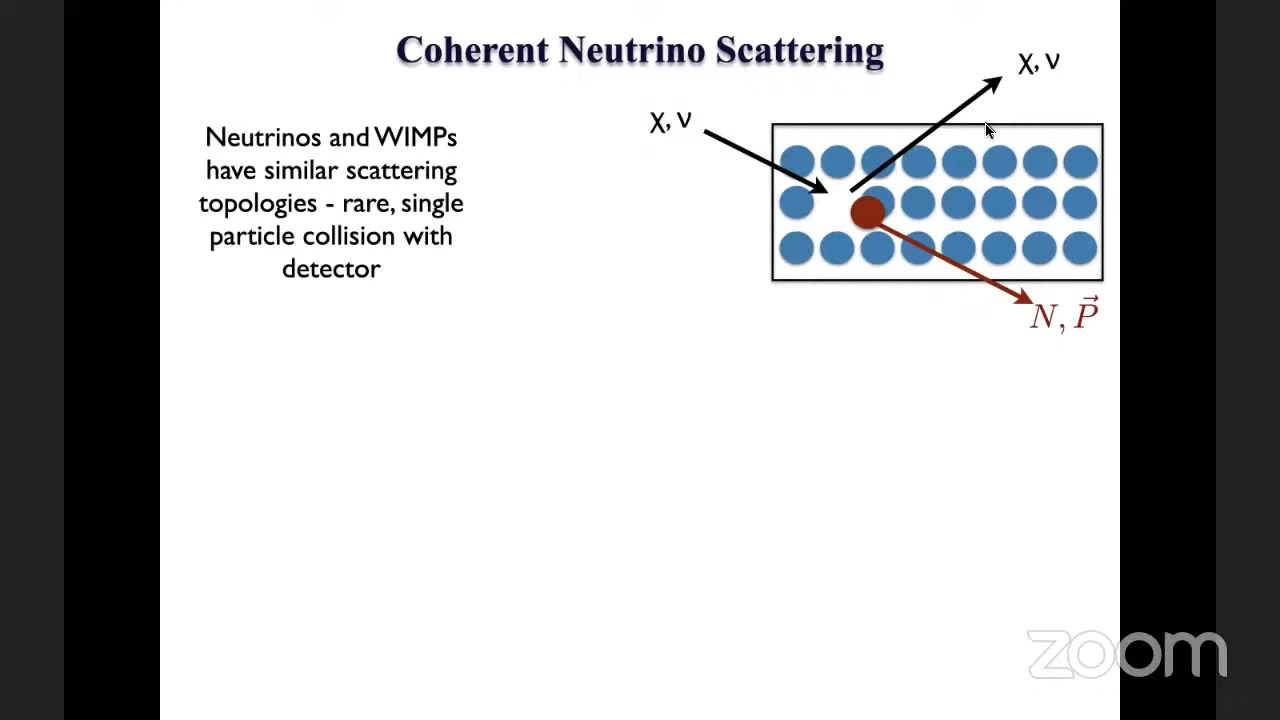 Coherent Neutrino Scattering
χ, ν
χ, ν
Neutrinos and WIMPs
have similar scattering
topologies - rare, single
particle collision with
detector
N, P⃗
zoom